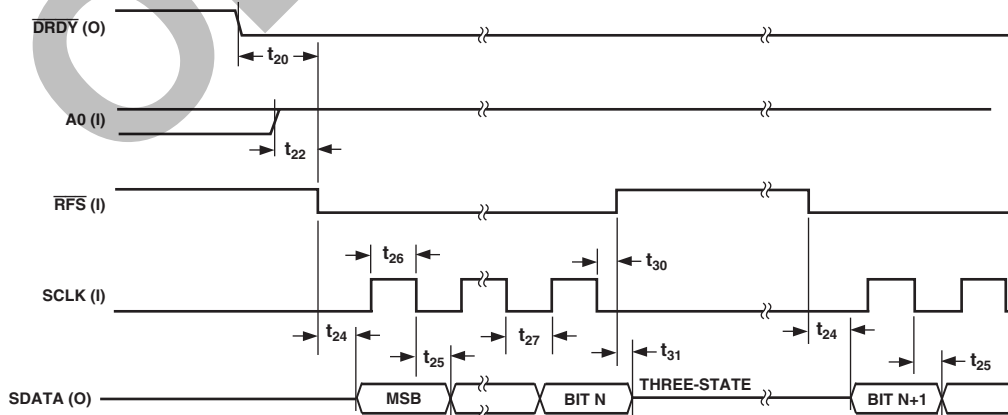 DRDY (O)
t20
A0 (I)
t22
RFS (I)
t26
t30
SCLK (I)
t24
t25
t27
t31
t24
t25
SDATA (O)
MSB
BIT N
THREE-STATE
BIT N+1